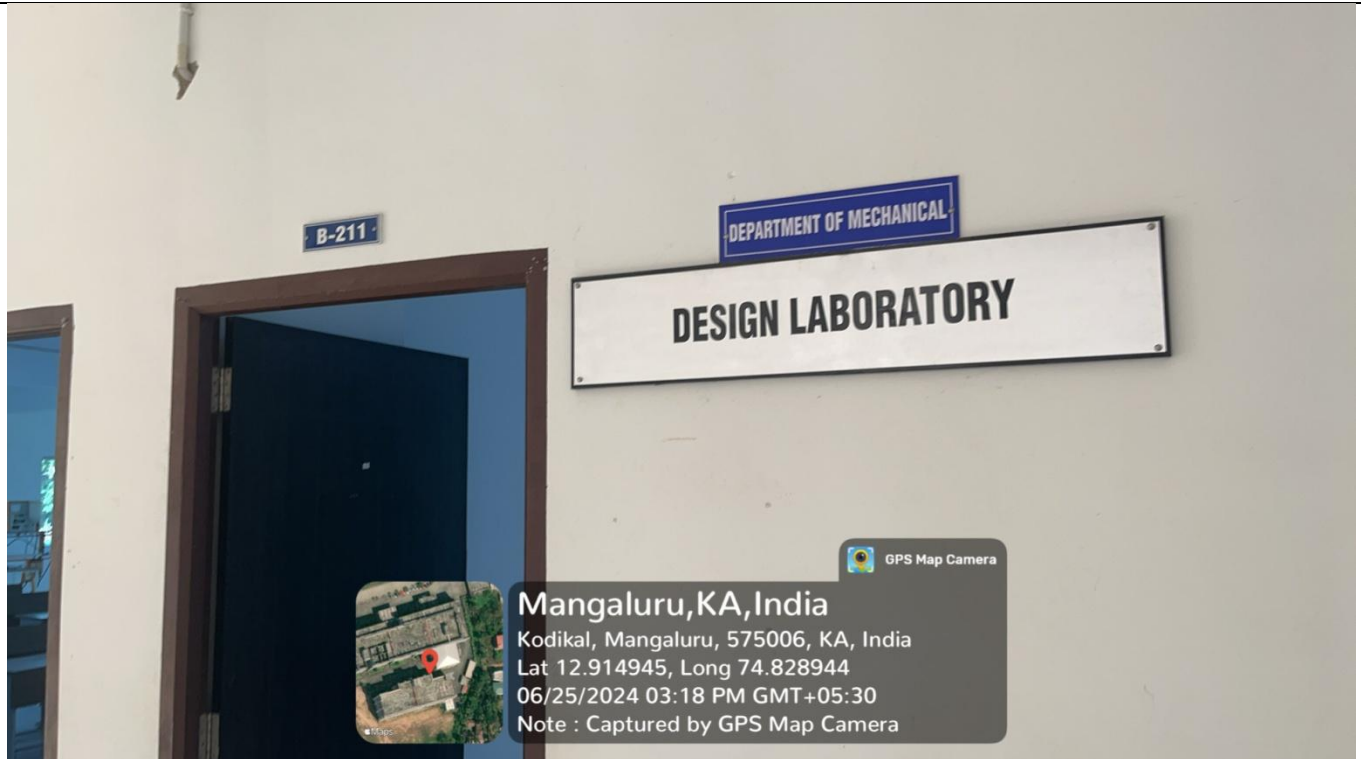 B-211
DEPARTMENT OF MECHANICAL
DESIGN LABORATORY
GPS Map Camera
Mangaluru,KA,India
Kodikal, Mangaluru, 575006, KA, India
Lat 12.914945, Long 74.828944
06/25/2024 03:18 PM GMT+05:30
Note : Captured by GPS Map Camera
Maps